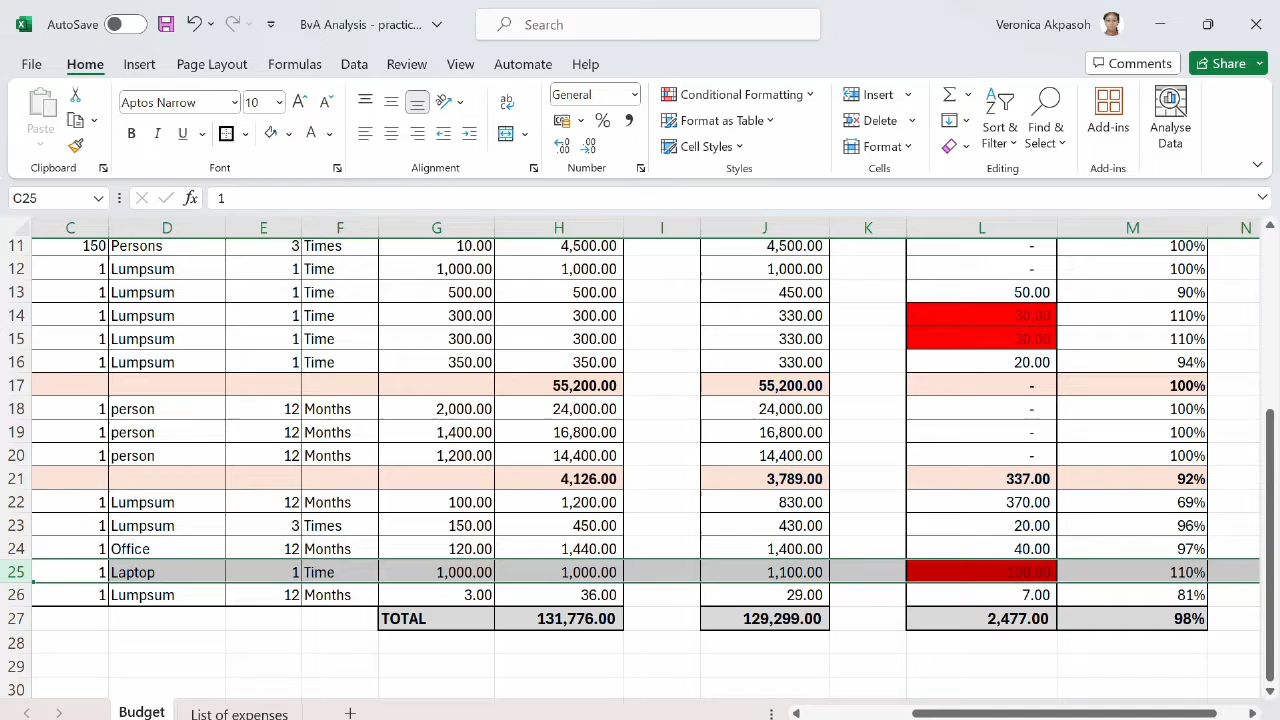 AutoSave
BvA Analysis - practic...
Search
Veronica Akpasoh
File Home Insert Page Layout Formulas Data Review View Automate Help
Comments
Share
Paste
Clipboard
Aptos Narrow 10
B I U
Font
Alignment
General
Number
Conditional Formatting
Format as Table
Cell Styles
Styles
Insert
Delete
Format
Cells
Sort & Filter
Find & Select
Editing
Add-ins
Add-ins
Analyse Data
C25 fx 1
C D E F G H I J K L M N
11 150 Persons 3 Times 10.00 4,500.00 4,500.00 - 100%
12 1 Lumpsum 1 Time 1,000.00 1,000.00 1,000.00 - 100%
13 1 Lumpsum 1 Time 500.00 500.00 450.00 50.00 90%
14 1 Lumpsum 1 Time 300.00 300.00 330.00 - 30.00 110%
15 1 Lumpsum 1 Time 300.00 300.00 330.00 - 30.00 110%
16 1 Lumpsum 1 Time 350.00 350.00 330.00 20.00 94%
17 55,200.00 55,200.00 - 100%
18 1 person 12 Months 2,000.00 24,000.00 24,000.00 - 100%
19 1 person 12 Months 1,400.00 16,800.00 16,800.00 - 100%
20 1 person 12 Months 1,200.00 14,400.00 14,400.00 - 100%
21 4,126.00 3,789.00 337.00 92%
22 1 Lumpsum 12 Months 100.00 1,200.00 830.00 370.00 69%
23 1 Lumpsum 3 Times 150.00 450.00 430.00 20.00 96%
24 1 Office 12 Months 120.00 1,440.00 1,400.00 40.00 97%
25 1 Laptop 1 Time 1,000.00 1,000.00 1,100.00 - 100.00 110%
26 1 Lumpsum 12 Months 3.00 36.00 29.00 7.00 81%
27 TOTAL 131,776.00 129,299.00 2,477.00 98%
28
29
30
Budget List of expenses